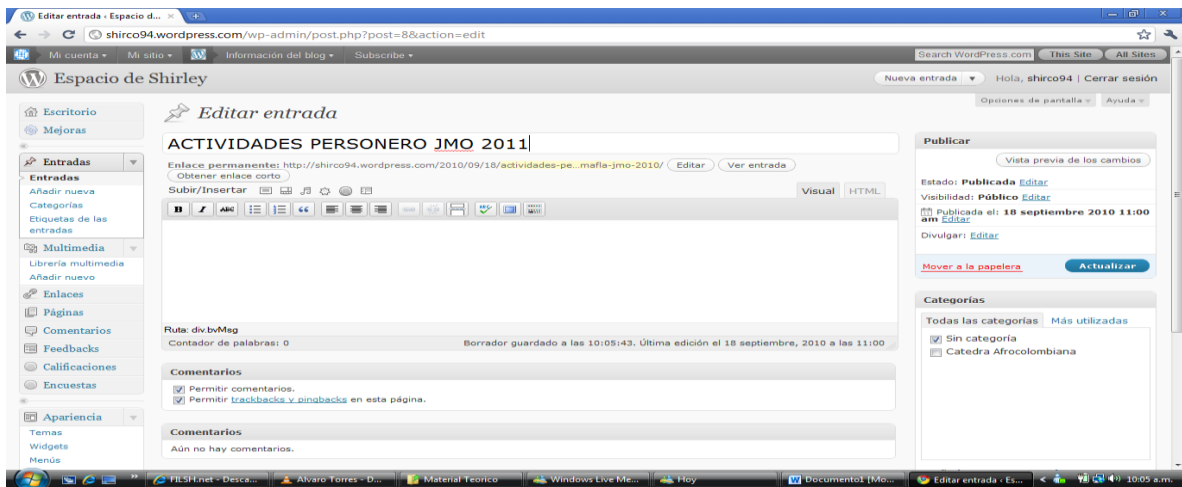 Editar entrada ‹ Espacio d...
shirco94.wordpress.com/wp-admin/post.php?post=8&action=edit
Mi cuenta Mi sitio Información del blog Subscribe Search WordPress.com This Site All Sites
Espacio de Shirley Nueva entrada Hola, shirco94 | Cerrar sesión
Opciones de pantalla Ayuda
Escritorio
Mejoras
Entradas
Entradas
Añadir nueva
Categorías
Etiquetas de las
entradas
Multimedia
Librería multimedia
Añadir nuevo
Enlaces
Páginas
Comentarios
Feedbacks
Calificaciones
Encuestas
Apariencia
Temas
Widgets
Menús
Editar entrada
ACTIVIDADES PERSONERO JMO 2011
Enlace permanente: http://shirco94.wordpress.com/2010/09/18/actividades-pe...mafla-jmo-2010/ Editar Ver entrada
Obtener enlace corto
Subir/Insertar Visual HTML
B I ABC
Ruta: div.bvMsg
Contador de palabras: 0 Borrador guardado a las 10:05:43. Última edición el 18 septiembre, 2010 a las 11:00
Comentarios
Permitir comentarios.
Permitir trackbacks y pingbacks en esta página.
Comentarios
Aún no hay comentarios.
Publicar
Vista previa de los cambios
Estado: Publicada Editar
Visibilidad: Público Editar
Publicada el: 18 septiembre 2010 11:00
am Editar
Divulgar: Editar
Mover a la papelera Actualizar
Categorías
Todas las categorías Más utilizadas
Sin categoría
Catedra Afrocolombiana
FILSH.net - Desca... Alvaro Torres - D... Material Teorico Windows Live Me... Hoy Documento1 [Mo... Editar entrada ‹ Es... 10:05 a.m.